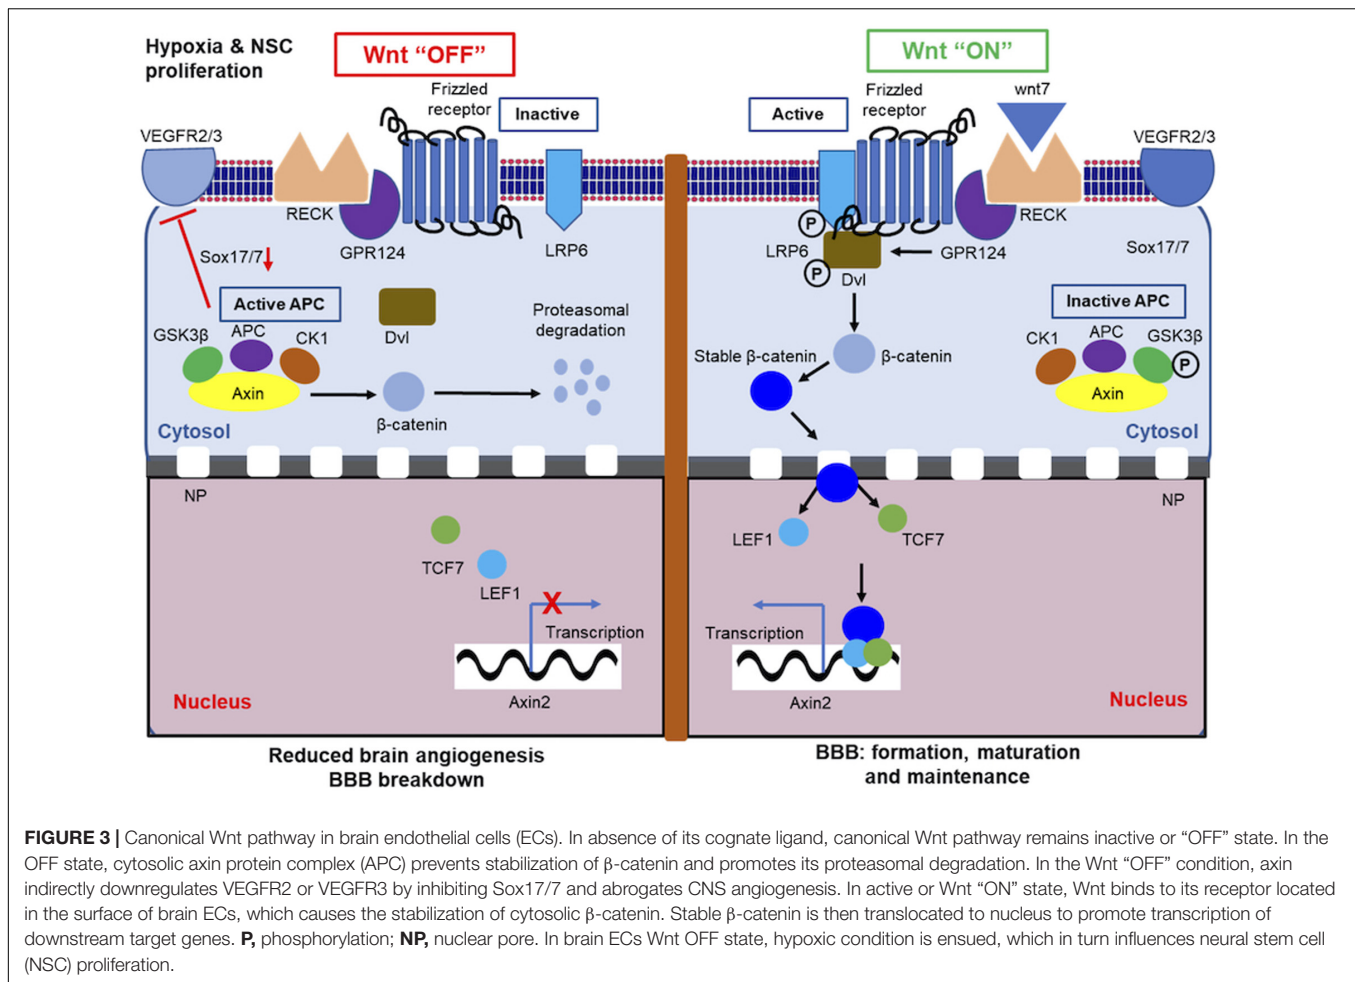 Hypoxia & NSC
proliferation
Wnt “OFF”
Frizzled
receptor
Inactive
VEGFR2/3
RECK
GPR124
LRP6
Sox17/7
Active APC
GSK3β
APC
CK1
Axin
Dvl
β-catenin
Proteasomal
degradation
Cytosol
NP
TCF7
LEF1
Transcription
Axin2
Nucleus
Reduced brain angiogenesis
BBB breakdown
Wnt “ON”
Active
Frizzled
receptor
wnt7
VEGFR2/3
P
LRP6
P
Dvl
GPR124
RECK
Sox17/7
Inactive APC
CK1
APC
GSK3β
P
Axin
Stable β-catenin
β-catenin
Cytosol
NP
LEF1
TCF7
Transcription
Axin2
Nucleus
BBB: formation, maturation
and maintenance
FIGURE 3 | Canonical Wnt pathway in brain endothelial cells (ECs). In absence of its cognate ligand, canonical Wnt pathway remains inactive or “OFF” state. In the
OFF state, cytosolic axin protein complex (APC) prevents stabilization of β-catenin and promotes its proteasomal degradation. In the Wnt “OFF” condition, axin
indirectly downregulates VEGFR2 or VEGFR3 by inhibiting Sox17/7 and abrogates CNS angiogenesis. In active or Wnt “ON” state, Wnt binds to its receptor located
in the surface of brain ECs, which causes the stabilization of cytosolic β-catenin. Stable β-catenin is then translocated to nucleus to promote transcription of
downstream target genes. P, phosphorylation; NP, nuclear pore. In brain ECs Wnt OFF state, hypoxic condition is ensued, which in turn influences neural stem cell
(NSC) proliferation.